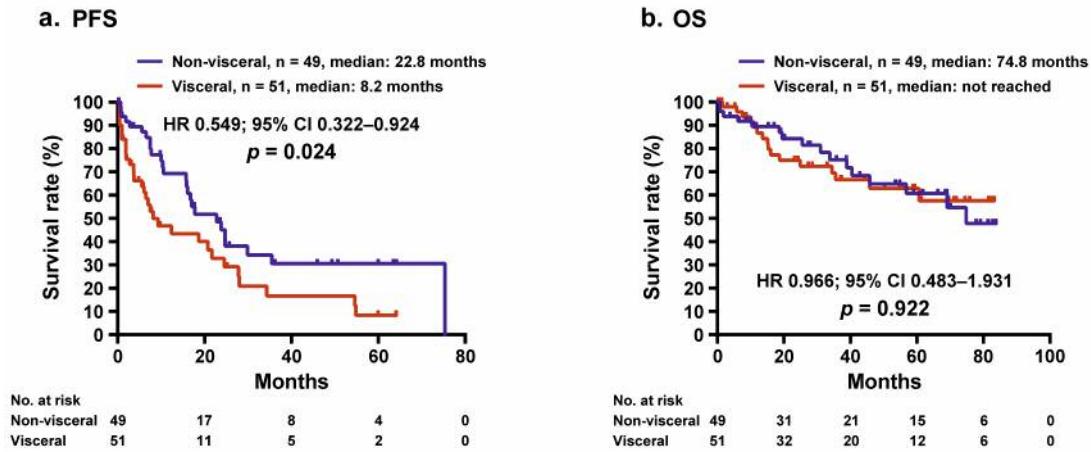 a. PFS
Non-visceral, n = 49, median: 22.8 months
Visceral, n = 51, median: 8.2 months
HR 0.549; 95% CI 0.322–0.924
p = 0.024
Survival rate (%)
100
90
80
70
60
50
40
30
20
10
0
0 20 40 60 80
Months
No. at risk
Non-visceral 49 17 8 4 0
Visceral 51 11 5 2 0
b. OS
Non-visceral, n = 49, median: 74.8 months
Visceral, n = 51, median: not reached
Survival rate (%)
100
90
80
70
60
50
40
30
20
10
0
HR 0.966; 95% CI 0.483–1.931
p = 0.922
0 20 40 60 80 100
Months
No. at risk
Non-visceral 49 31 21 15 6 0
Visceral 51 32 20 12 6 0